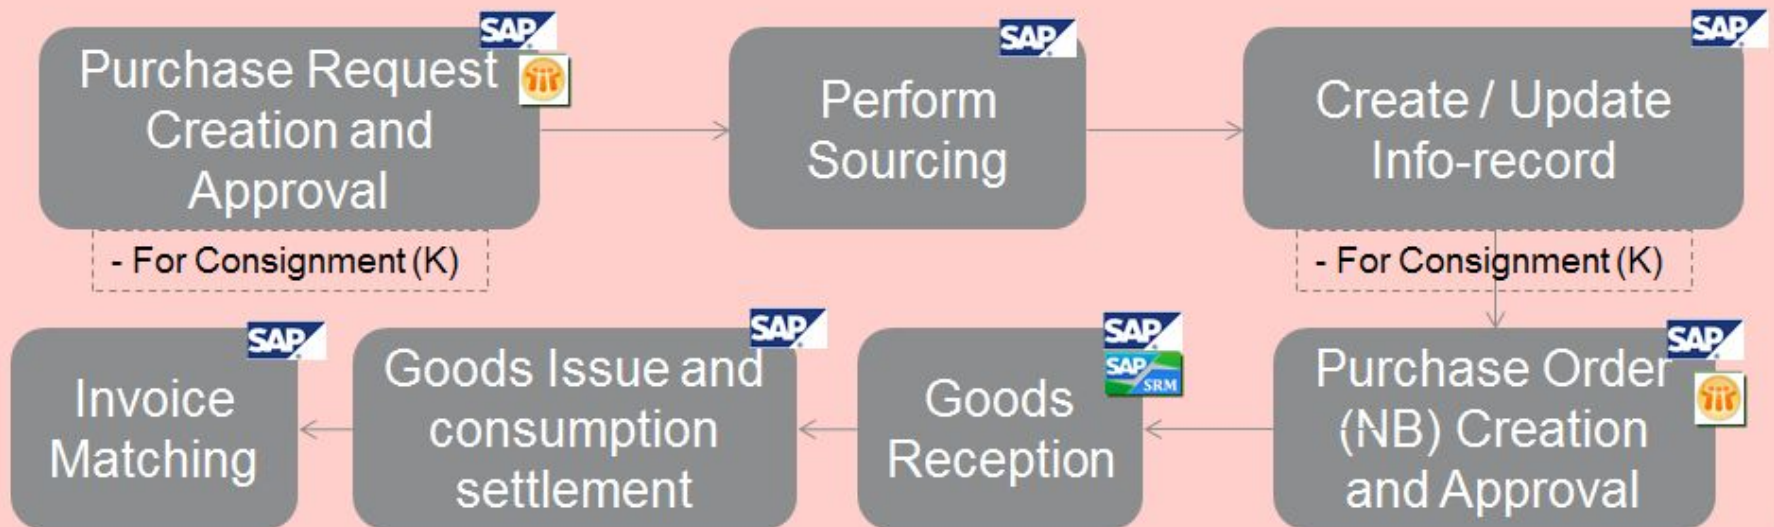 SAP
Purchase Request
Creation and
Approval
- For Consignment (K)
SAP
Perform
Sourcing
SAP
Create / Update
Info-record
- For Consignment (K)
SAP
Purchase Order
(NB) Creation
and Approval
SAP
SAP
SRM
Goods
Reception
SAP
Goods Issue and
consumption
settlement
SAP
Invoice
Matching